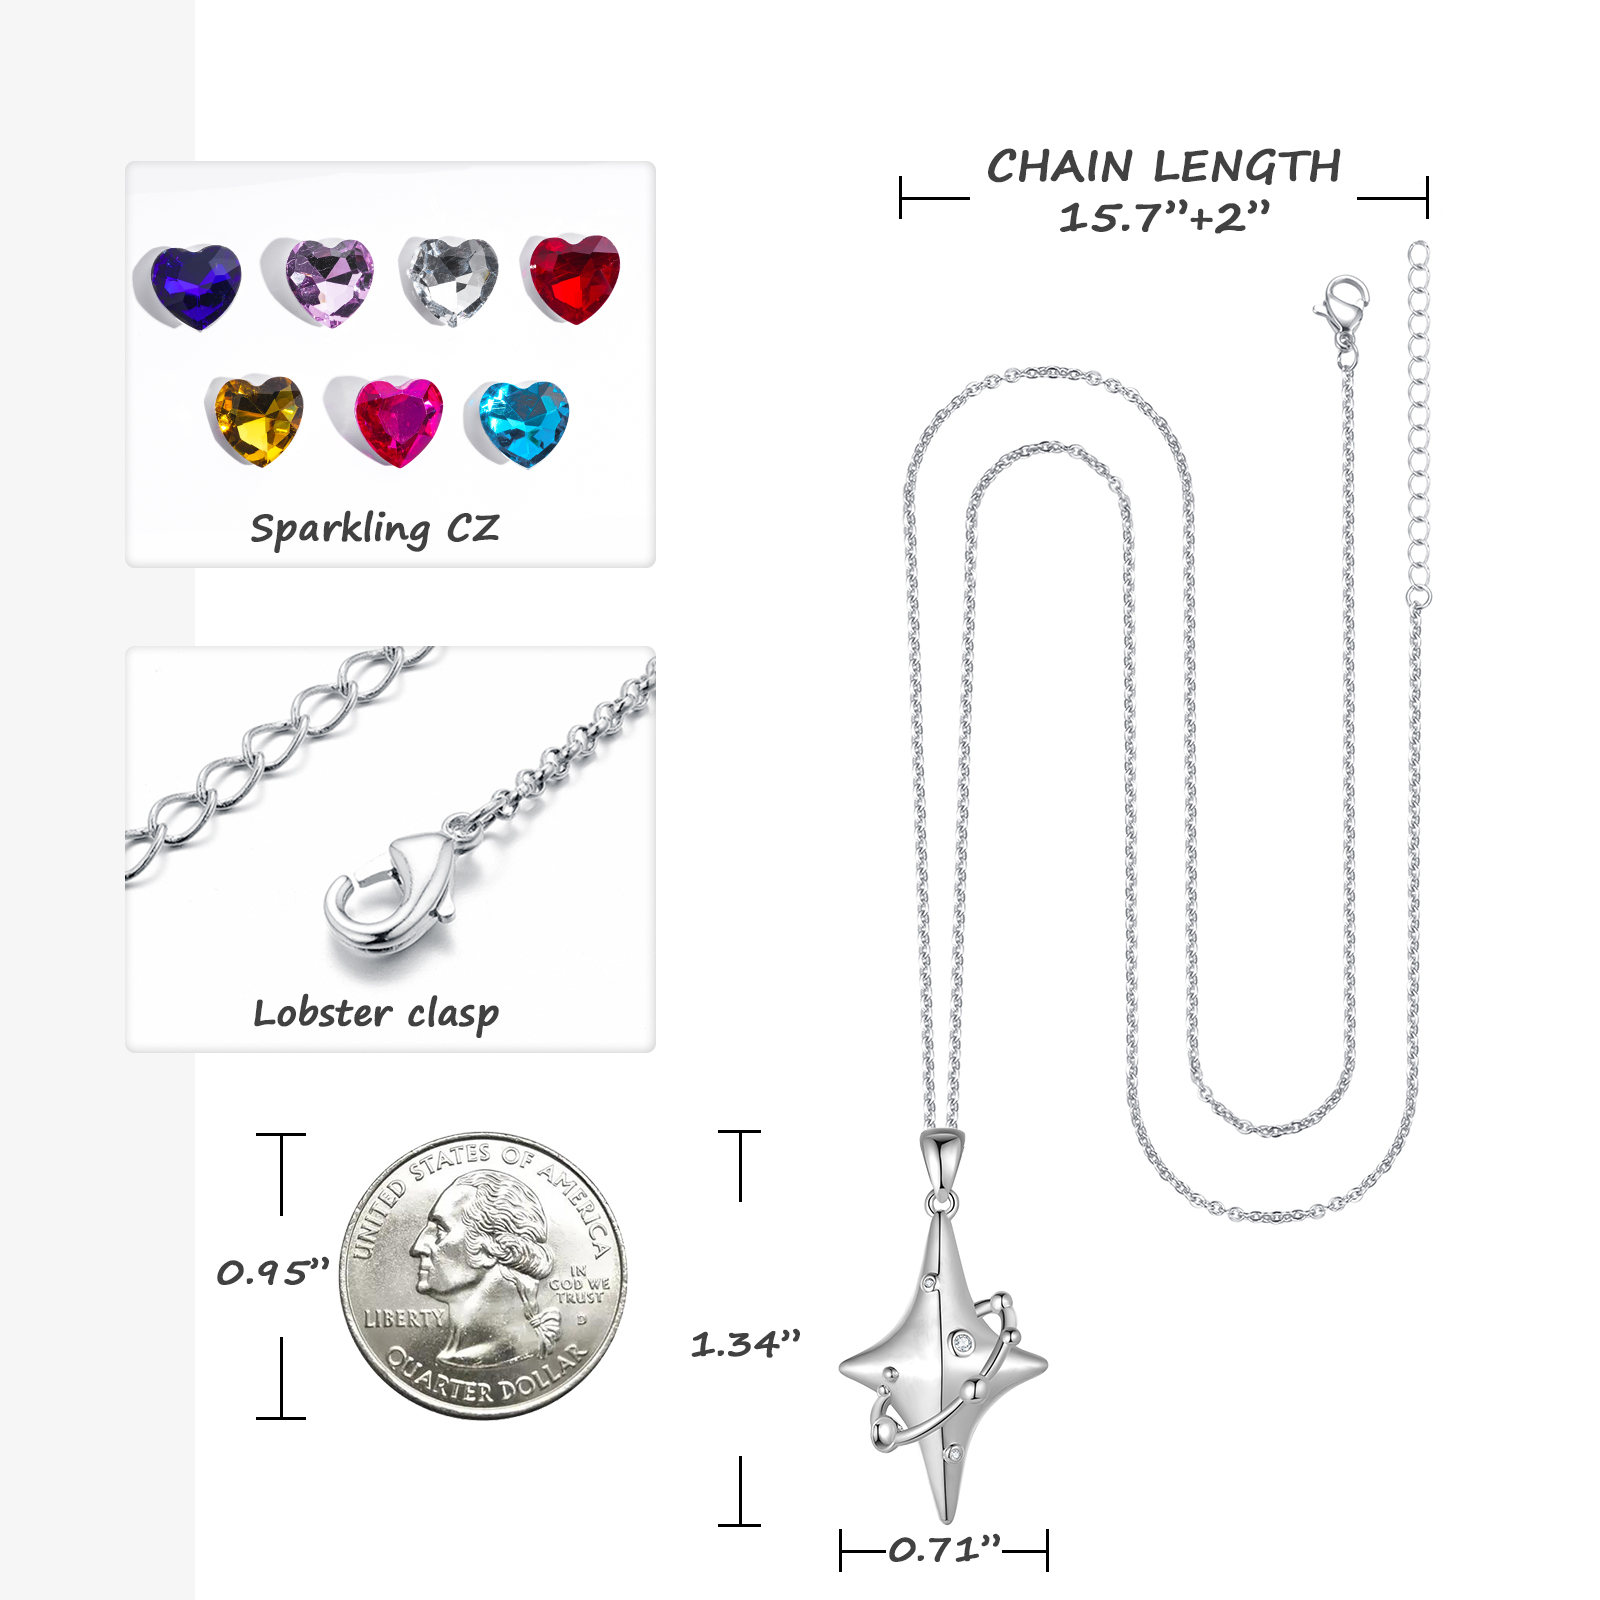 CHAIN LENGTH
15.7”+2”
Sparkling CZ
Lobster clasp
UNITED STATES OF AMERICA
IN
GOD WE
TRUST
LIBERTY
D
QUARTER DOLLAR
0.95”
1.34”
0.71”